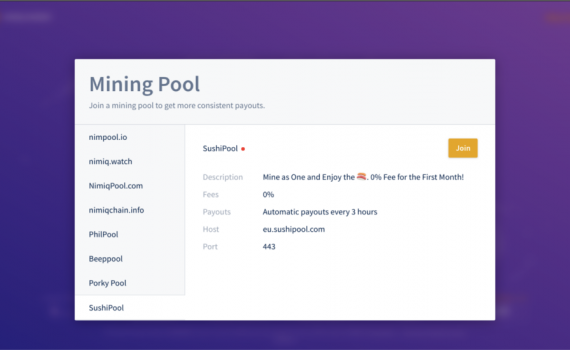 Mining Pool
Join a mining pool to get more consistent payouts.
nimpool.io
nimiq.watch
NimiqPool.com
nimiqchain.info
PhilPool
Beeppool
Porky Pool
SushiPool
SushiPool
Join
Description Mine as One and Enjoy the 🍣. 0% Fee for the First Month!
Fees 0%
Payouts Automatic payouts every 3 hours
Host eu.sushipool.com
Port 443